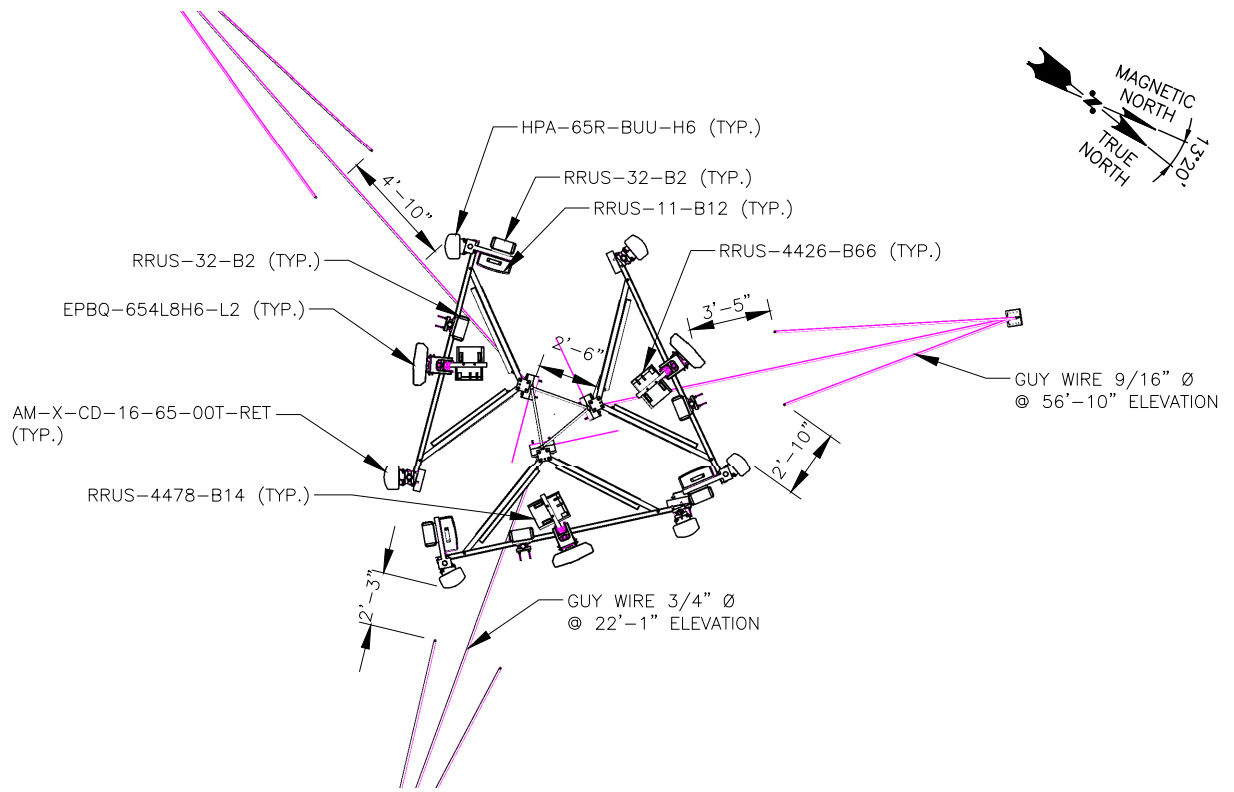 MAGNETIC
NORTH
N
TRUE
NORTH
13°20'
HPA-65R-BUU-H6 (TYP.)
4'-10"
RRUS-32-B2 (TYP.)
RRUS-11-B12 (TYP.)
RRUS-32-B2 (TYP.)
RRUS-4426-B66 (TYP.)
EPBQ-654L8H6-L2 (TYP.)
3'-5"
2'-6"
GUY WIRE 9/16" Ø
@ 56'-10" ELEVATION
AM-X-CD-16-65-00T-RET
(TYP.)
2'-10"
RRUS-4478-B14 (TYP.)
2'-3"
GUY WIRE 3/4" Ø
@ 22'-1" ELEVATION